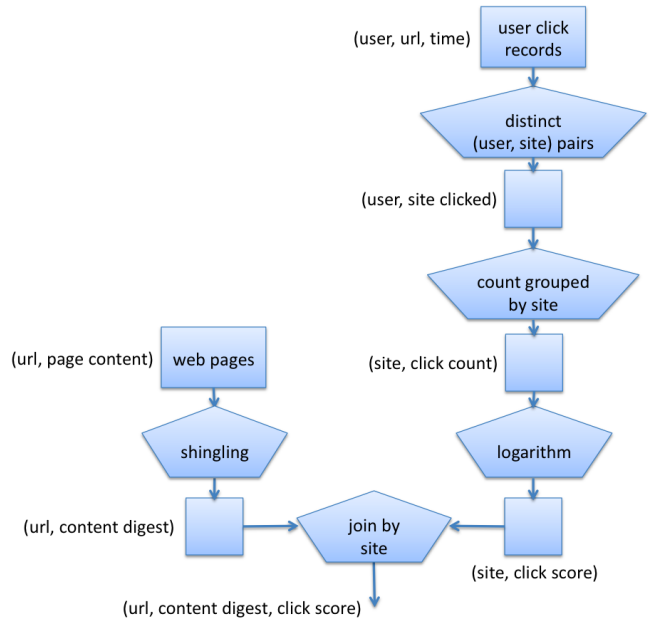 (user, url, time)
user click
records
distinct
(user, site) pairs
(user, site clicked)
count grouped
by site
(url, page content)
web pages
(site, click count)
shingling
logarithm
(url, content digest)
join by
site
(site, click score)
(url, content digest, click score)